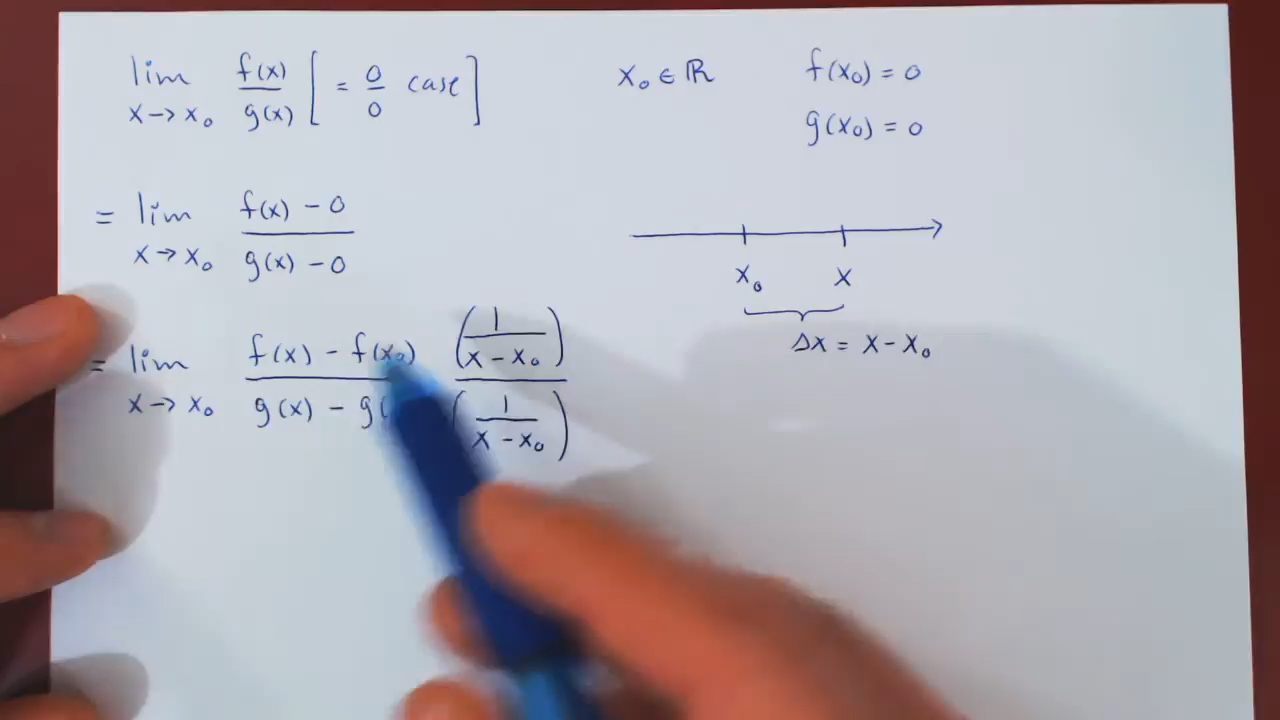 lim x→x₀ f(x)/g(x) [= 0/0 case]
x₀ ∈ ℝ
f(x₀) = 0
g(x₀) = 0
= lim x→x₀ (f(x) − 0)/(g(x) − 0)
x₀ x
Δx = x − x₀
= lim x→x₀ (f(x) − f(x₀))/(g(x) − g( (1/(x − x₀))/(1/(x − x₀))